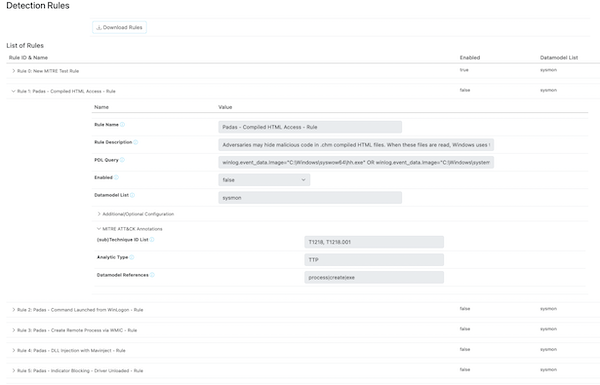 Detection Rules
Download Rules
List of Rules
Rule ID & Name Enabled Datamodel List
Rule 0: New MITRE Test Rule true sysmon
Rule 1: Padas - Compiled HTML Access - Rule false sysmon
Name Value
Rule Name Padas - Compiled HTML Access - Rule
Rule Description Adversaries may hide malicious code in .chm compiled HTML files. When these files are read, Windows uses
PDL Query winlog.event_data.image="C:\Windows\syswow64\hh.exe" OR winlog.event_data.image="C:\Windows\system
Enabled false
Datamodel List sysmon
Additional/Optional Configuration
MITRE ATT&CK Annotations
(sub)Technique ID List T1218, T1218.001
Analytic Type TTP
Datamodel References process|create|exe
Rule 2: Padas - Command Launched from WinLogon - Rule false sysmon
Rule 3: Padas - Create Remote Process via WMIC - Rule false sysmon
Rule 4: Padas - DLL Injection with Mavinject - Rule false sysmon
Rule 5: Padas - Indicator Blocking - Driver Unloaded - Rule false sysmon